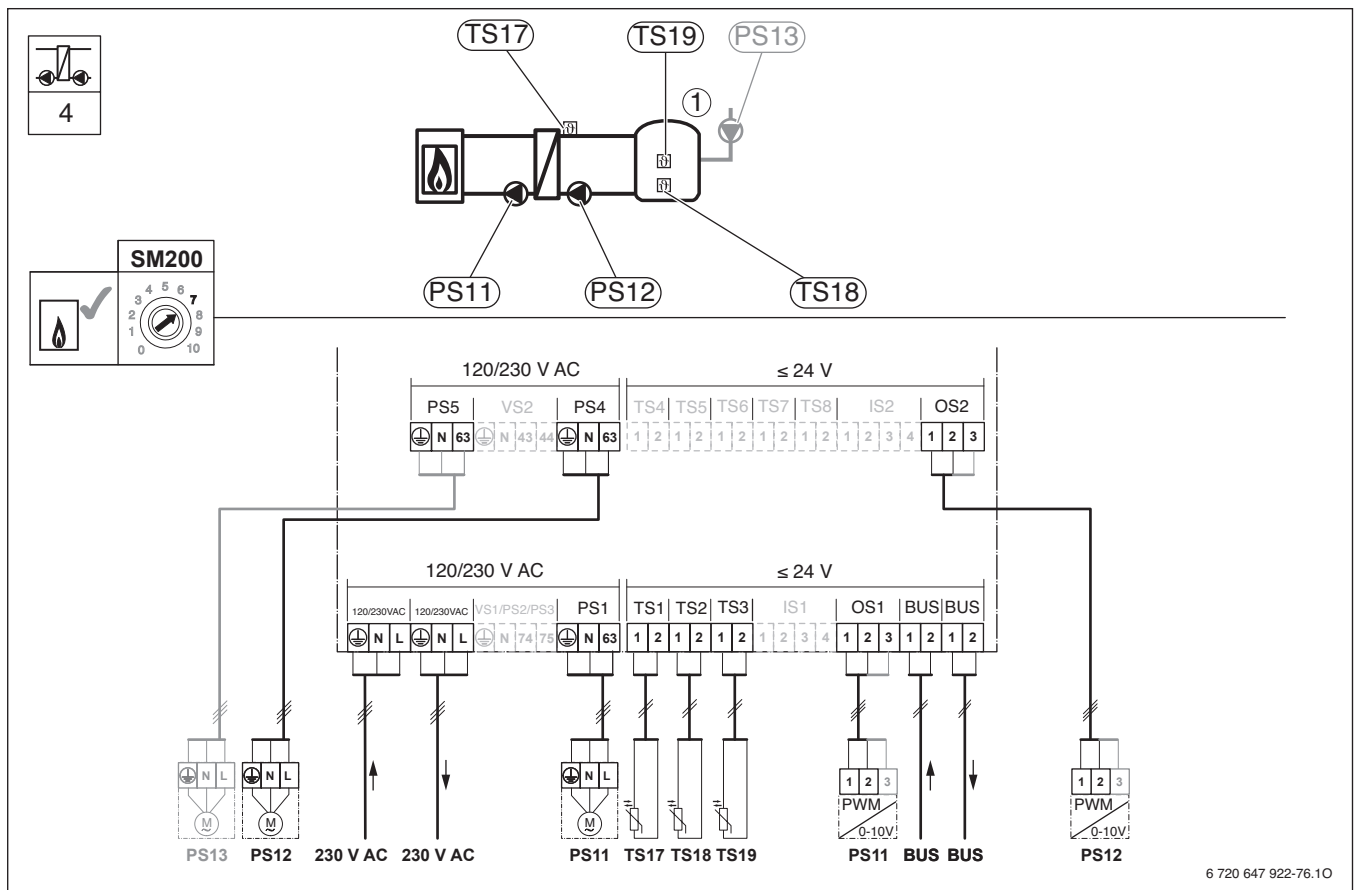 TS17 TS19 PS13
4
1
PS11 PS12 TS18
SM200
0 1 2 3 4 5 6 7 8 9 10
120/230 V AC ≤ 24 V
PS5 VS2 PS4 TS4 TS5 TS6 TS7 TS8 IS2 OS2
N 63 N 43 44 N 63 1 2 1 2 1 2 1 2 1 2 1 2 3 4 1 2 3
120/230 V AC ≤ 24 V
120/230VAC 120/230VAC VS1/PS2/PS3 PS1 TS1 TS2 TS3 IS1 OS1 BUS BUS
N L N L N 74 75 N 63 1 2 1 2 1 2 1 2 3 4 1 2 3 1 2 1 2
N L N L N L 1 2 3 1 2 3
M M M PWM 0-10V PWM 0-10V
PS13 PS12 230 V AC 230 V AC PS11 TS17 TS18 TS19 PS11 BUS BUS PS12
6 720 647 922-76.1O